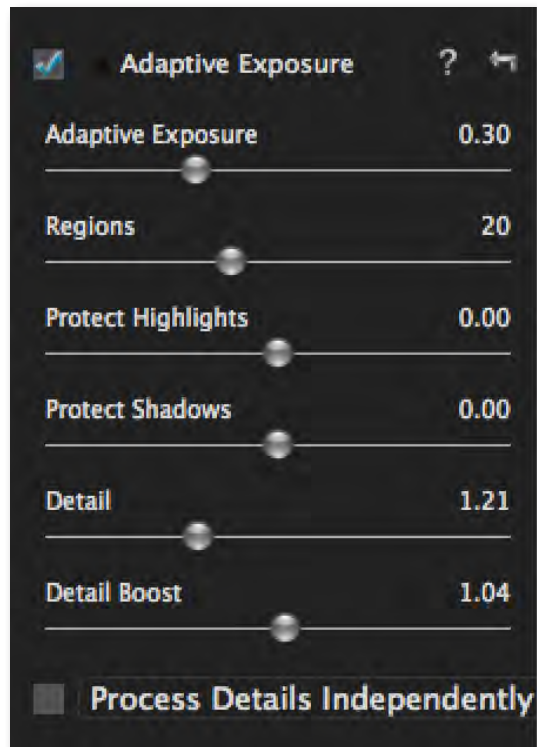 Adaptive Exposure ?
Adaptive Exposure 0.30
Regions 20
Protect Highlights 0.00
Protect Shadows 0.00
Detail 1.21
Detail Boost 1.04
Process Details Independently